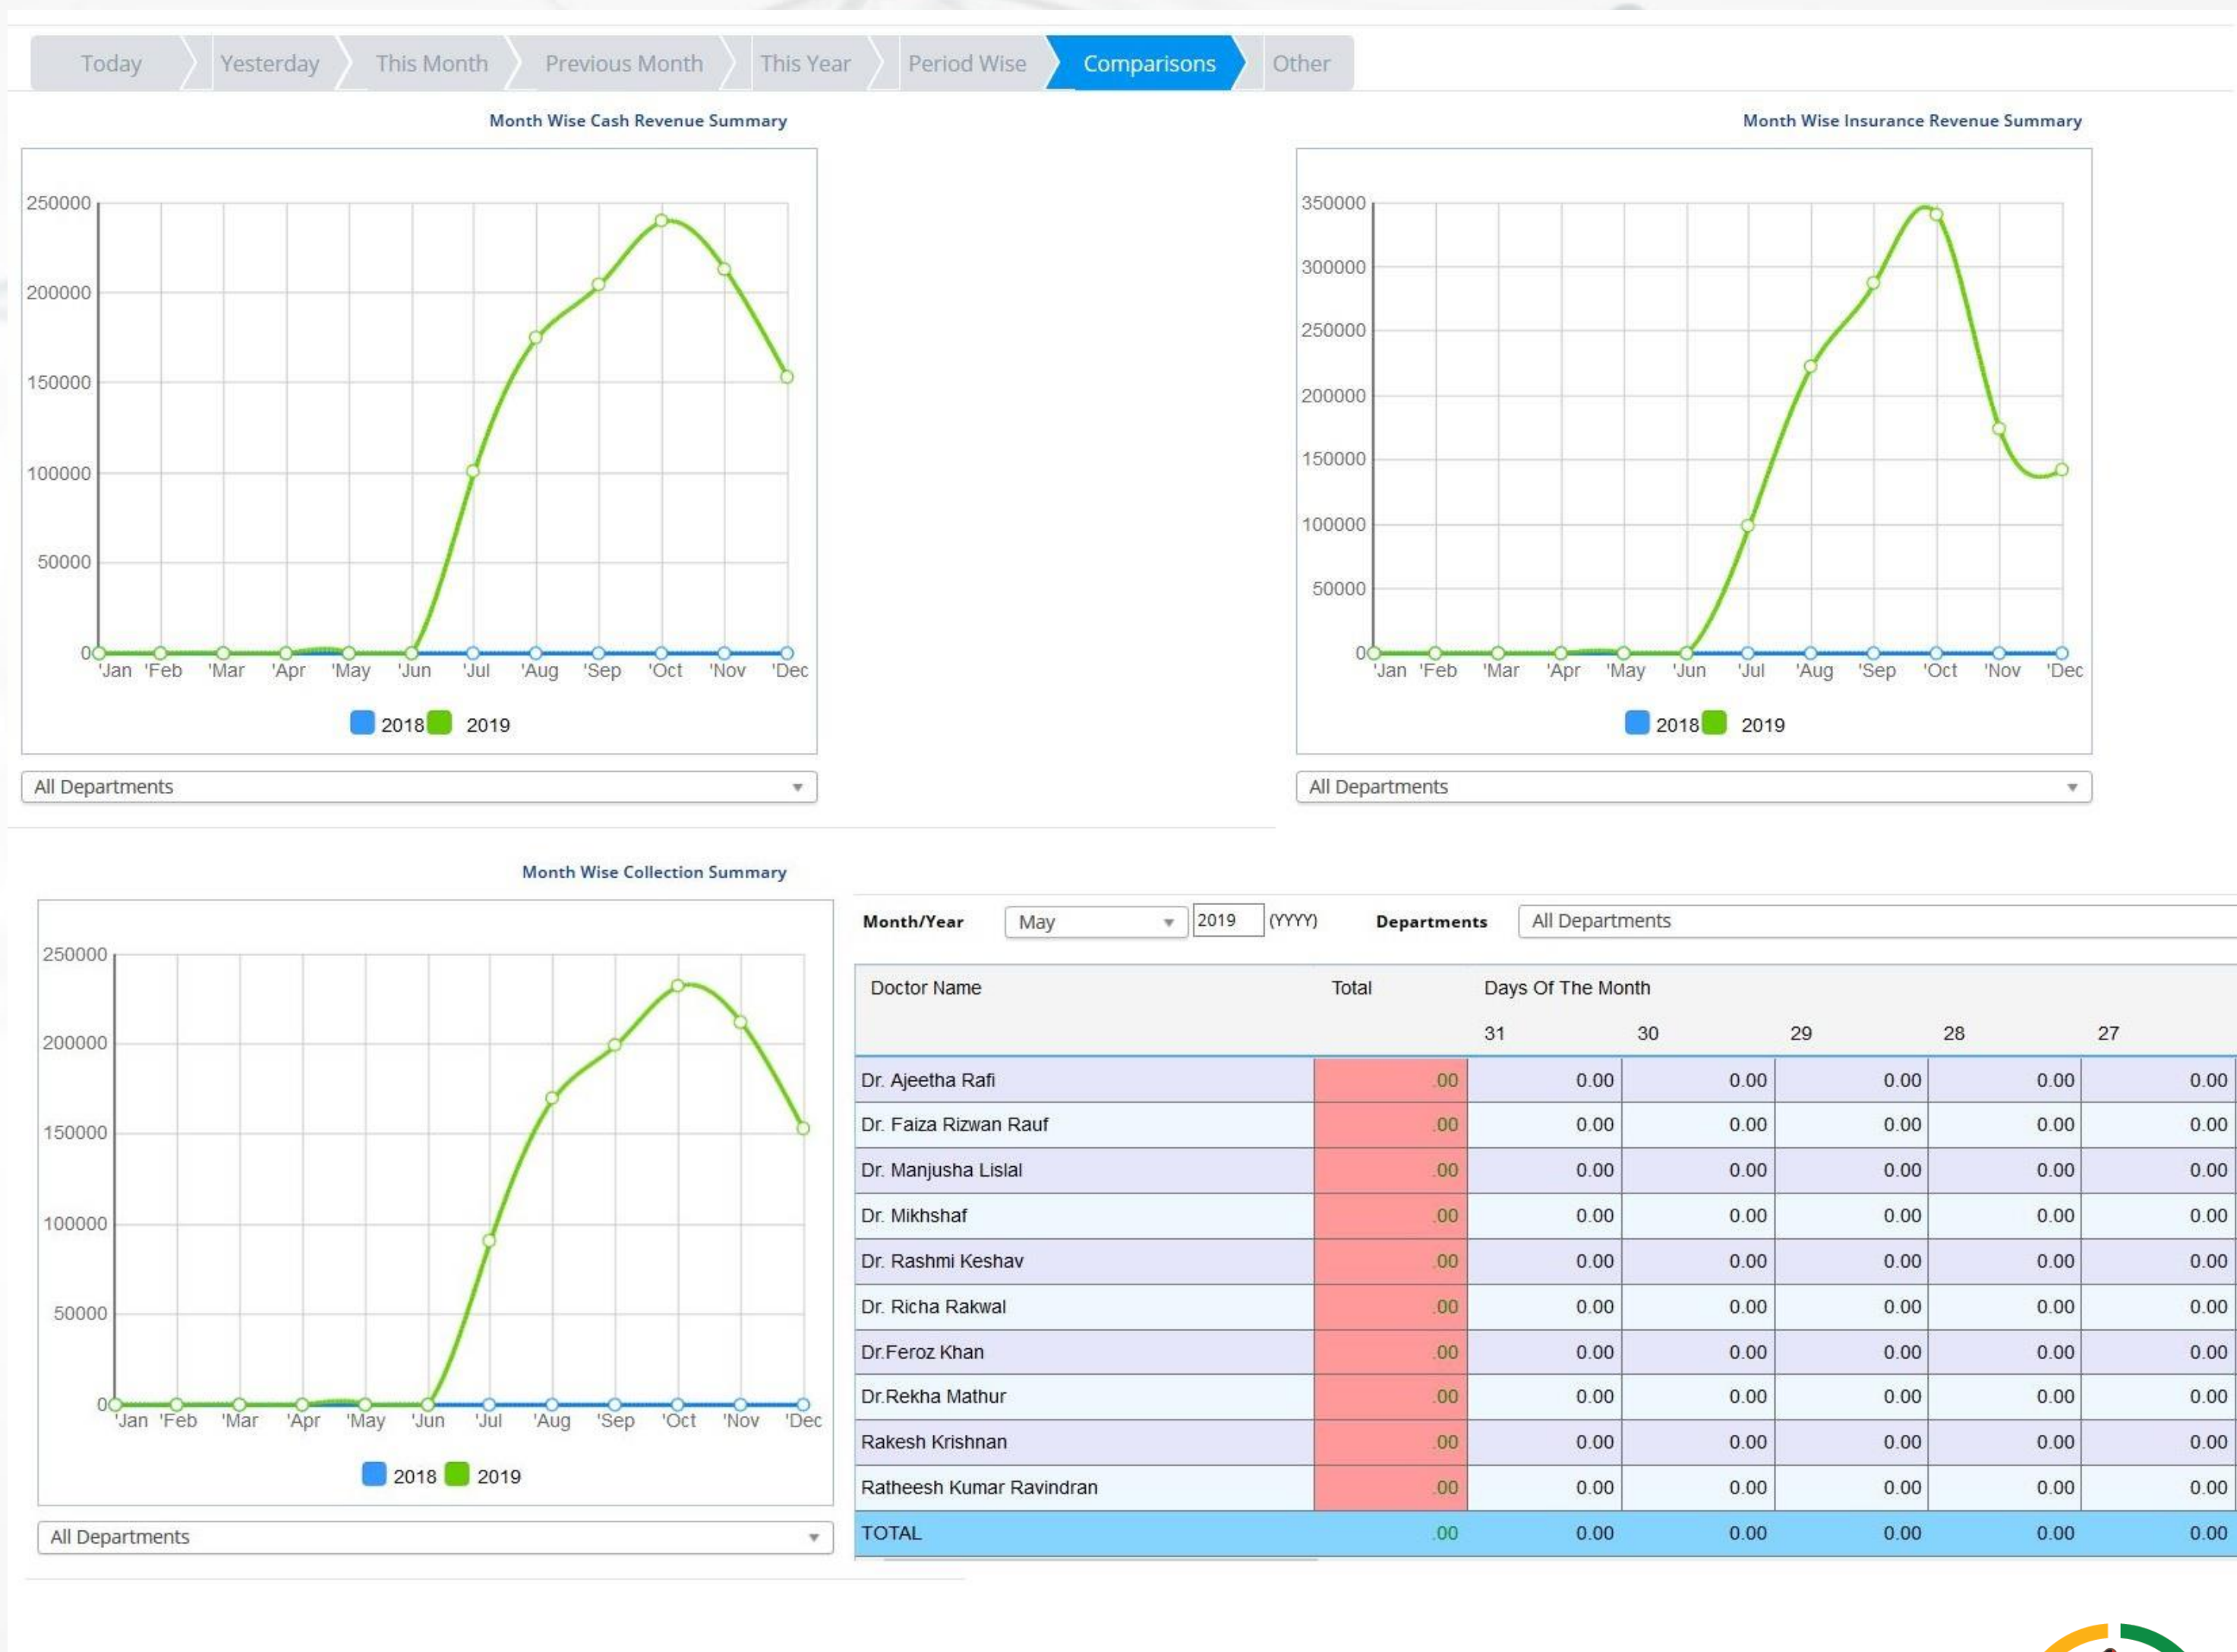 Today Yesterday This Month Previous Month This Year Period Wise Comparisons Other
Month Wise Cash Revenue Summary
250000
200000
150000
100000
50000
0
'Jan 'Feb 'Mar 'Apr 'May 'Jun 'Jul 'Aug 'Sep 'Oct 'Nov 'Dec
2018 2019
All Departments
Month Wise Insurance Revenue Summary
350000
300000
250000
200000
150000
100000
50000
0
'Jan 'Feb 'Mar 'Apr 'May 'Jun 'Jul 'Aug 'Sep 'Oct 'Nov 'Dec
2018 2019
All Departments
Month Wise Collection Summary
250000
200000
150000
100000
50000
0
'Jan 'Feb 'Mar 'Apr 'May 'Jun 'Jul 'Aug 'Sep 'Oct 'Nov 'Dec
2018 2019
All Departments
Month/Year May 2019 (YYYY) Departments All Departments
Doctor Name Total Days Of The Month
31 30 29 28 27
Dr. Ajeetha Rafi .00 0.00 0.00 0.00 0.00 0.00
Dr. Faiza Rizwan Rauf .00 0.00 0.00 0.00 0.00 0.00
Dr. Manjusha Lislal .00 0.00 0.00 0.00 0.00 0.00
Dr. Mikhshaf .00 0.00 0.00 0.00 0.00 0.00
Dr. Rashmi Keshav .00 0.00 0.00 0.00 0.00 0.00
Dr. Richa Rakwal .00 0.00 0.00 0.00 0.00 0.00
Dr.Feroz Khan .00 0.00 0.00 0.00 0.00 0.00
Dr.Rekha Mathur .00 0.00 0.00 0.00 0.00 0.00
Rakesh Krishnan .00 0.00 0.00 0.00 0.00 0.00
Ratheesh Kumar Ravindran .00 0.00 0.00 0.00 0.00 0.00
TOTAL .00 0.00 0.00 0.00 0.00 0.00